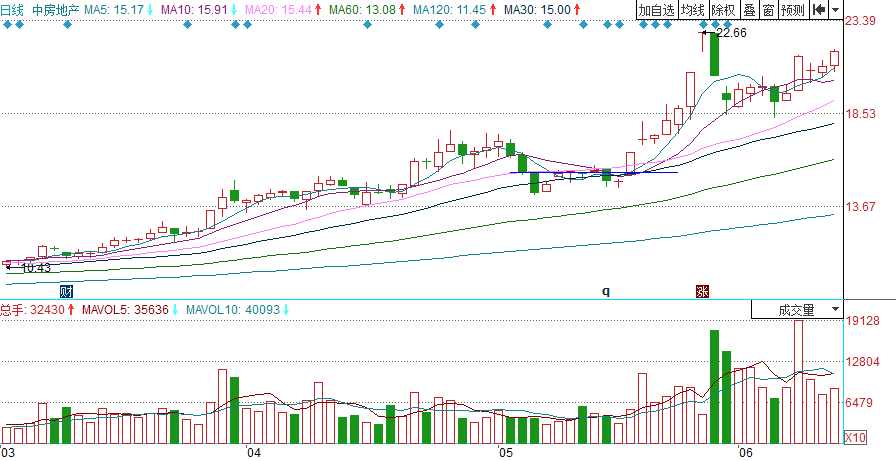 日线 中房地产 MA5: 15.17 MA10: 15.91 MA20: 15.44 MA60: 13.08 MA120: 11.45 MA30: 15.00 加自选 均线 除权 叠 窗 预测
23.39
22.66
18.53
13.67
10.43
财 q 涨
总手: 32430 MAVOL5: 35636 MAVOL10: 40093 成交量
19128
12804
6479
X10
03 04 05 06